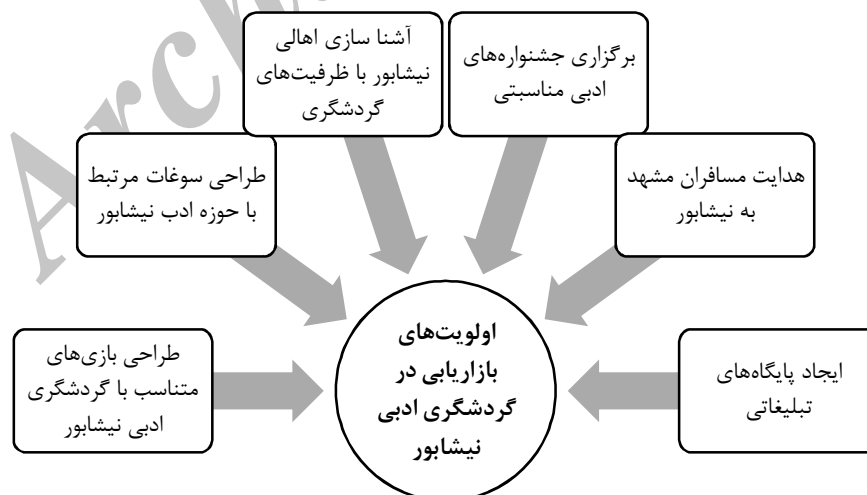 برگزاری جشنواره‌های
ادبی مناسبتی
آشنا سازی اهالی
نیشابور با ظرفیت‌های
گردشگری
هدایت مسافران مشهد
به نیشابور
طراحی سوغات مرتبط
با حوزه ادب نیشابور
ایجاد پایگاه‌های
تبلیغاتی
اولویت‌های
بازاریابی در
گردشگری ادبی
نیشابور
طراحی بازی‌های
متناسب با گردشگری
ادبی نیشابور
Arch